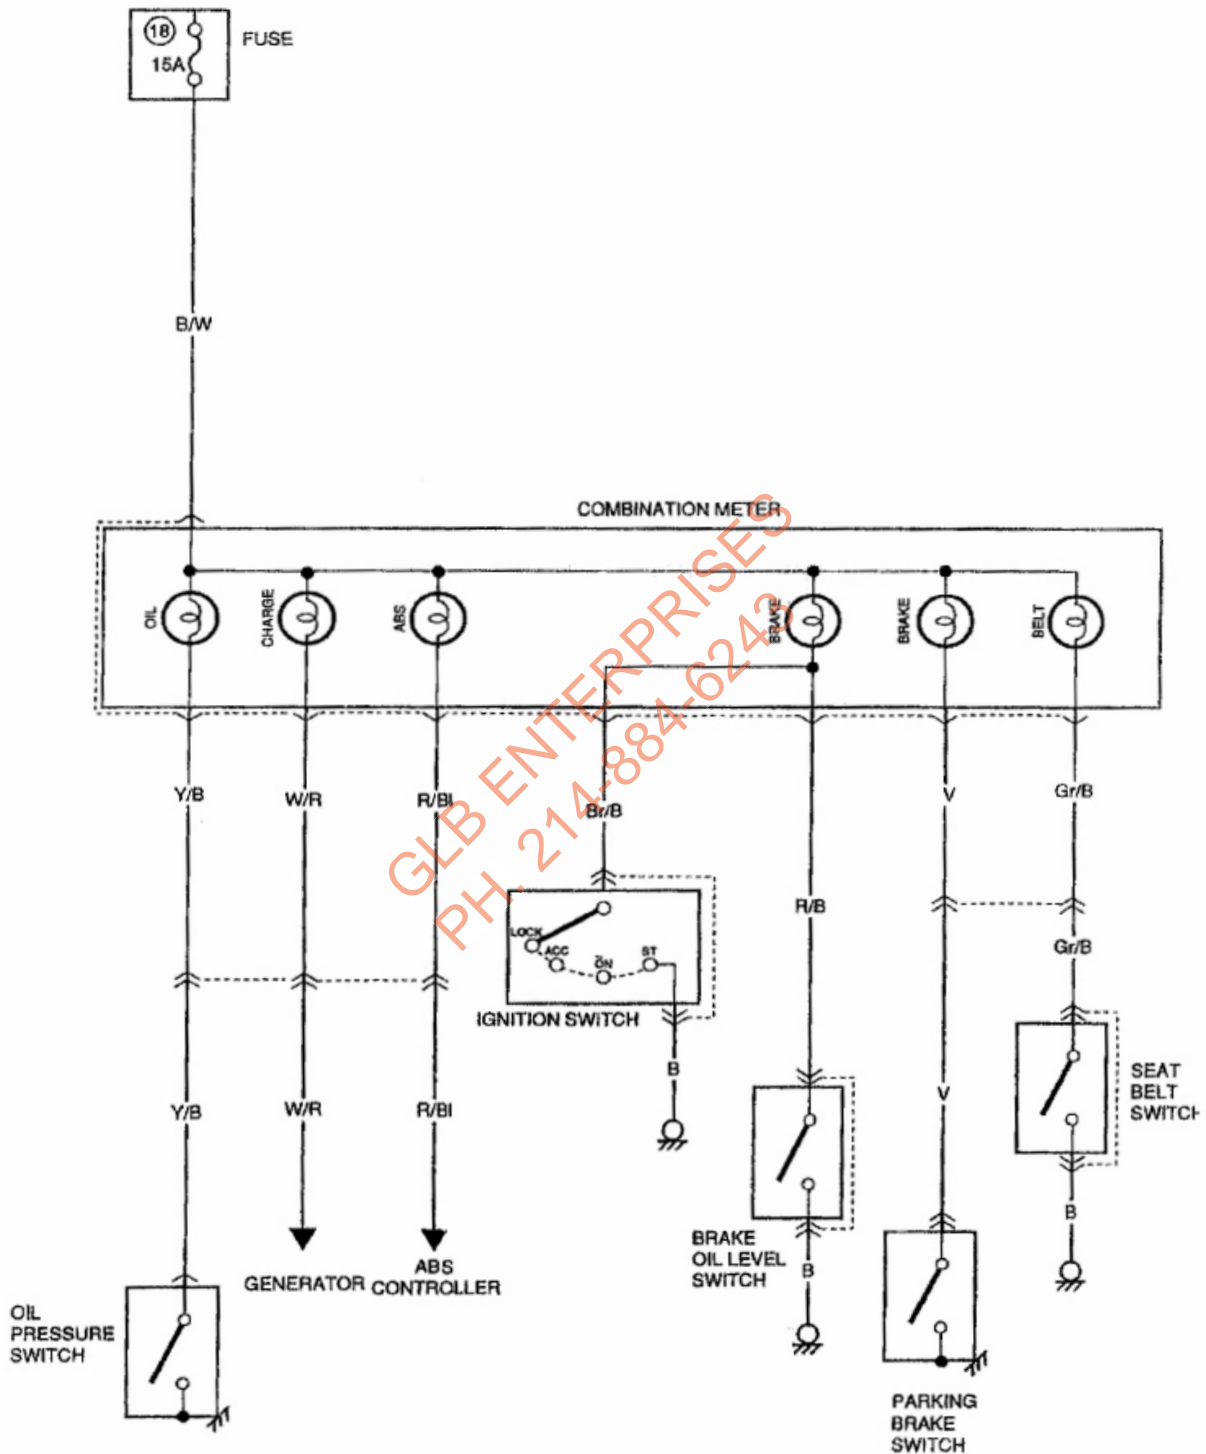 18
FUSE
15A
B/W
COMBINATION METER
OIL
CHARGE
ABS
BRAKE
BRAKE
BELT
GLB ENTERPRISES
PH. 214-884-6243
Y/B
W/R
R/Bl
Br/B
V
Gr/B
R/B
LOCK
ACC
ON
ST
IGNITION SWITCH
Gr/B
B
Y/B
W/R
R/Bl
V
SEAT
BELT
SWITCH
B
GENERATOR
ABS
CONTROLLER
BRAKE
OIL LEVEL
SWITCH
B
OIL
PRESSURE
SWITCH
PARKING
BRAKE
SWITCH